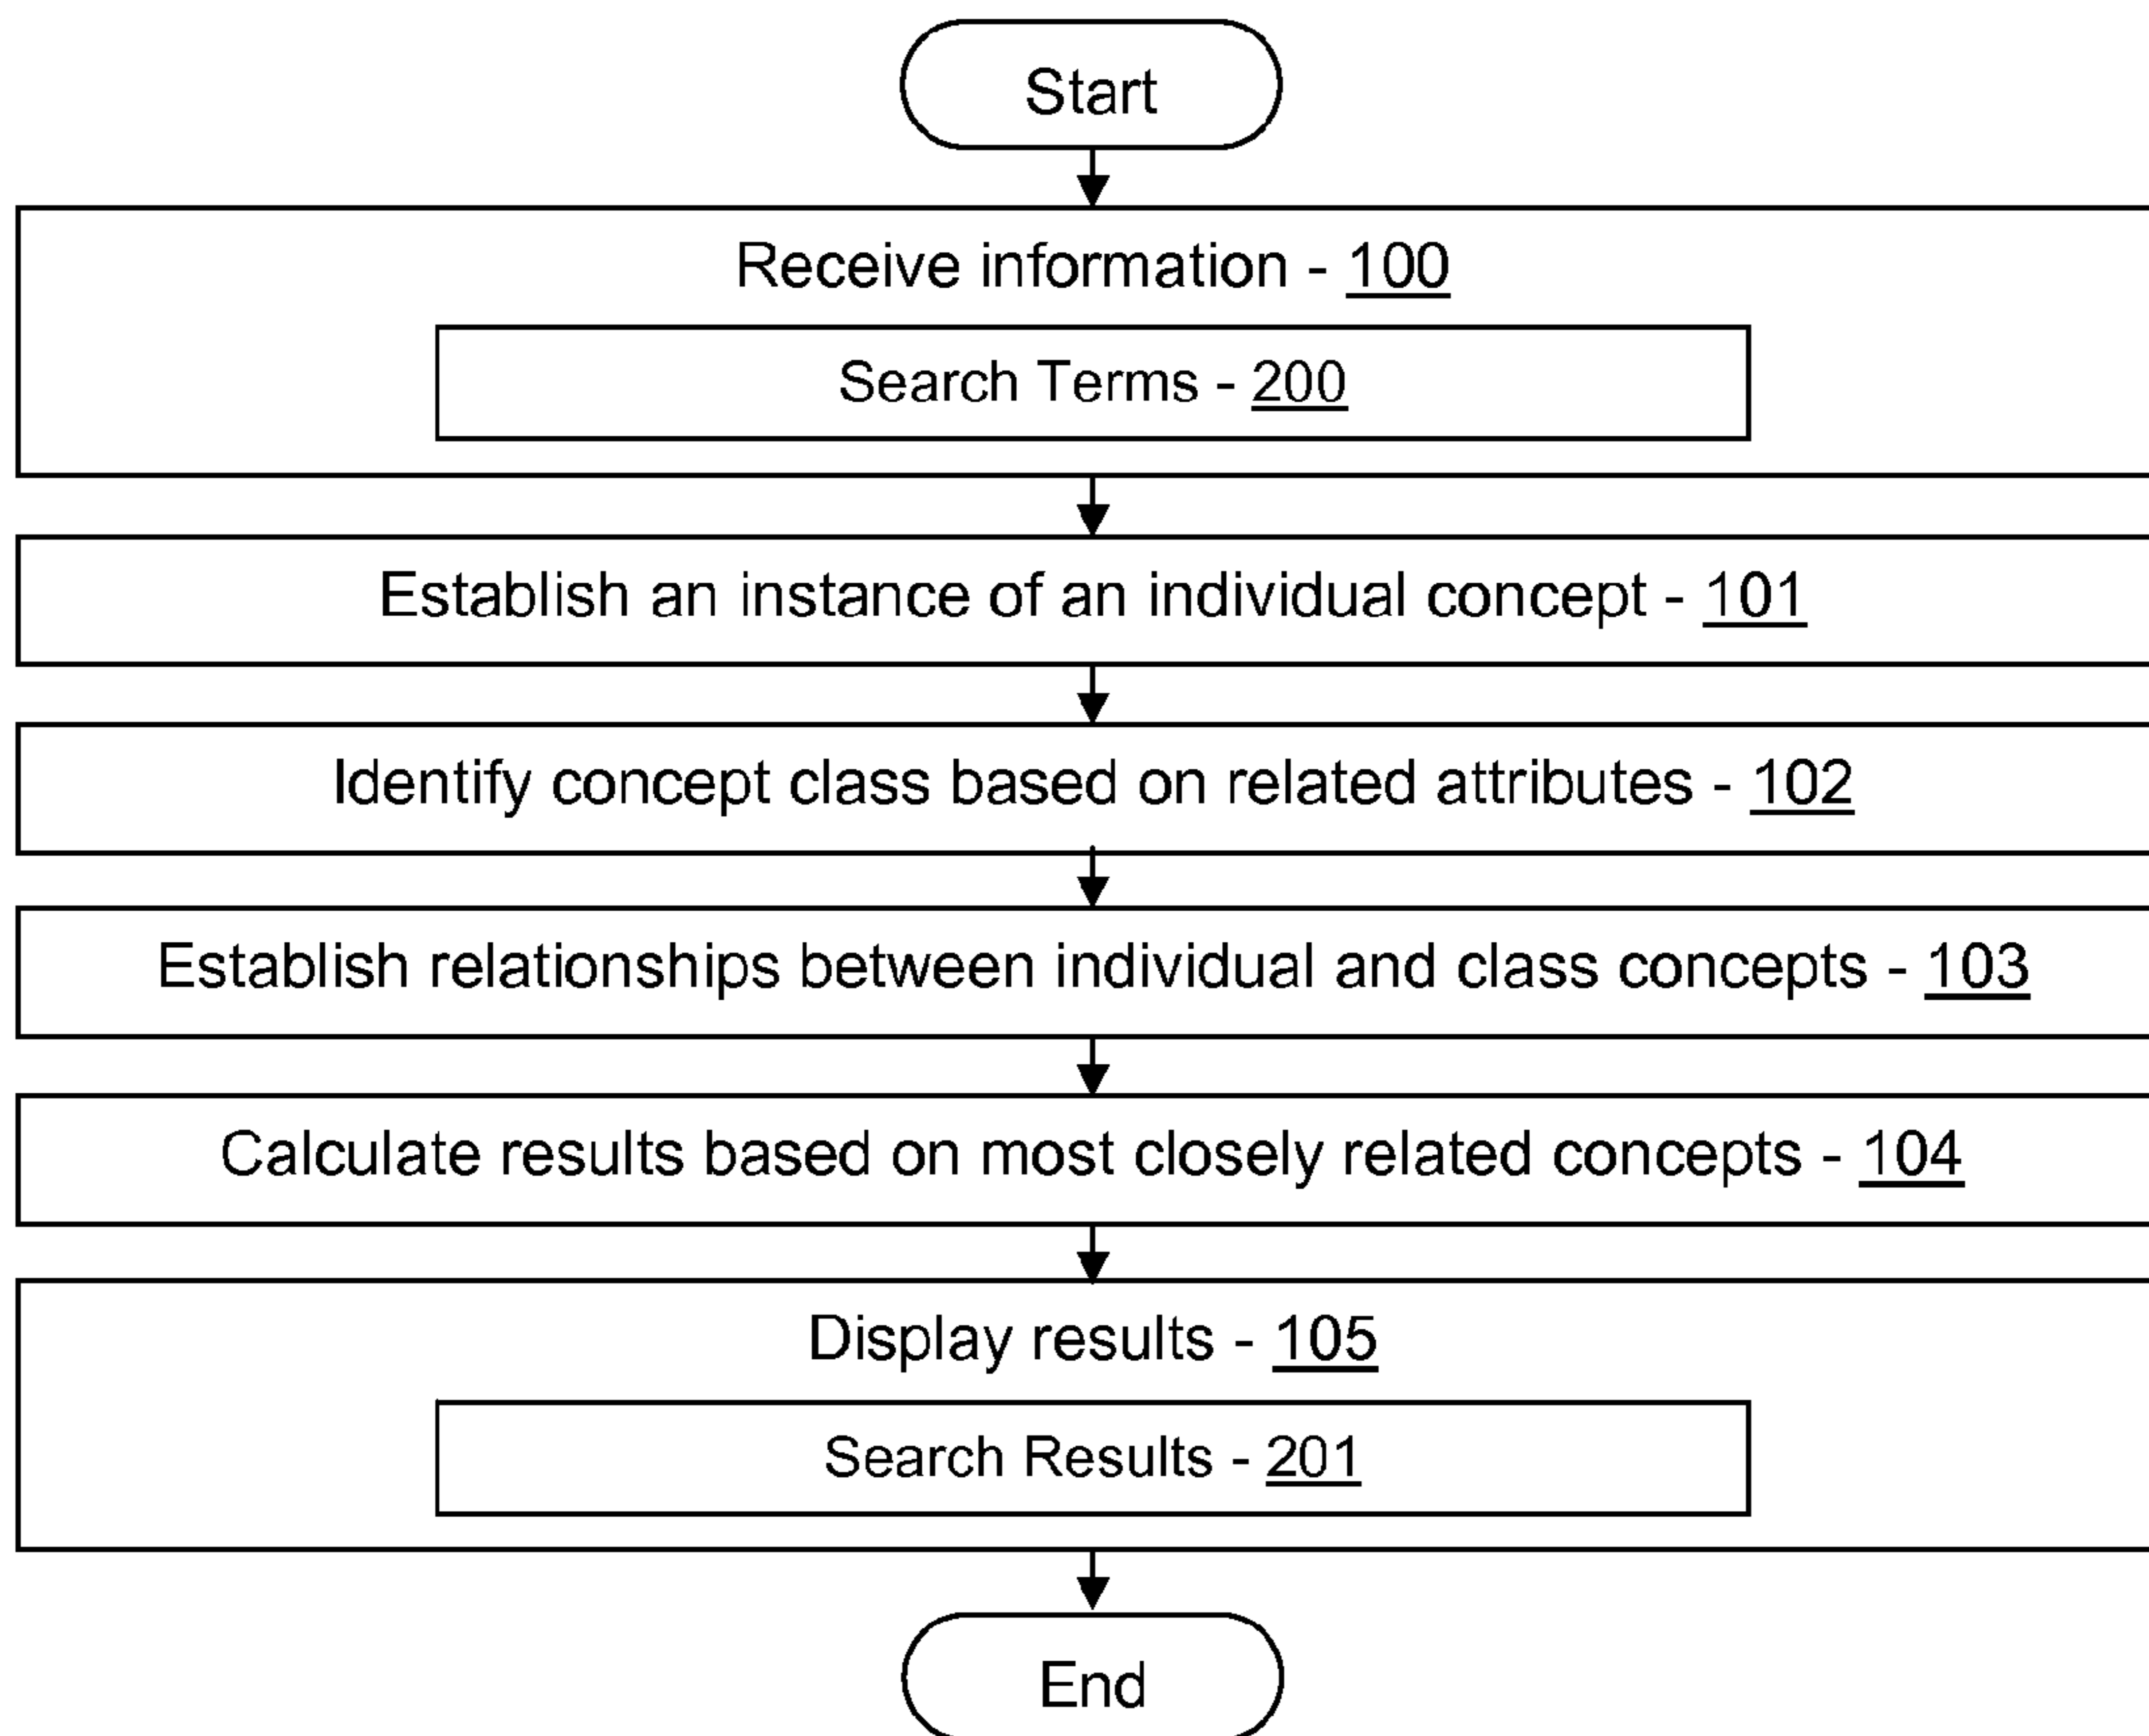 Start
Receive information - 100
Search Terms - 200
Establish an instance of an individual concept - 101
Identify concept class based on related attributes - 102
Establish relationships between individual and class concepts - 103
Calculate results based on most closely related concepts - 104
Display results - 105
Search Results - 201
End